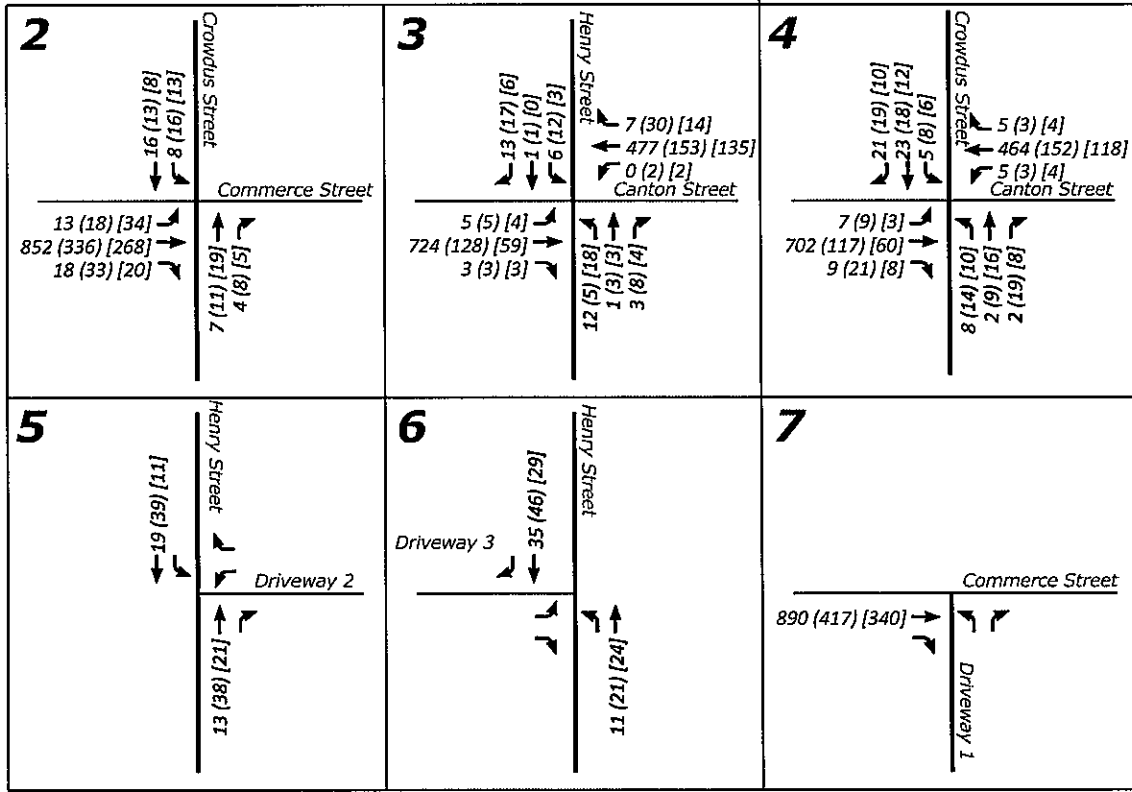 2
Crowdus Street
16 (13) [8]
8 (16) [13]
Commerce Street
13 (18) [34]
852 (336) [268]
18 (33) [20]
7 (11) [19]
4 (8) [5]
3
Henry Street
13 (17) [6]
1 (1) [0]
6 (12) [3]
7 (30) [14]
477 (153) [135]
0 (2) [2]
Canton Street
5 (5) [4]
724 (128) [59]
3 (3) [3]
12 (5) [18]
1 (3) [3]
3 (8) [4]
4
Crowdus Street
21 (19) [10]
23 (18) [12]
5 (8) [6]
5 (3) [4]
464 (152) [118]
5 (3) [4]
Canton Street
7 (9) [3]
702 (117) [60]
9 (21) [8]
8 (14) [10]
2 (9) [16]
2 (19) [8]
5
Henry Street
19 (39) [11]
Driveway 2
13 (38) [21]
6
Henry Street
35 (46) [29]
Driveway 3
11 (21) [24]
7
Commerce Street
890 (417) [340]
Driveway 1